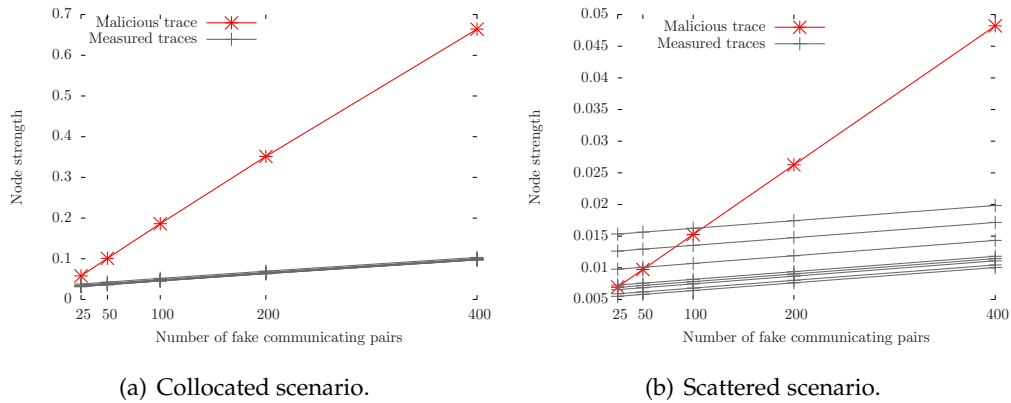 Malicious trace
Measured traces
0.7
0.6
0.5
0.4
0.3
0.2
0.1
0
Node strength
25 50 100 200 400
Number of fake communicating pairs
(a) Collocated scenario.
Malicious trace
Measured traces
0.05
0.045
0.04
0.035
0.03
0.025
0.02
0.015
0.01
0.005
Node strength
25 50 100 200 400
Number of fake communicating pairs
(b) Scattered scenario.